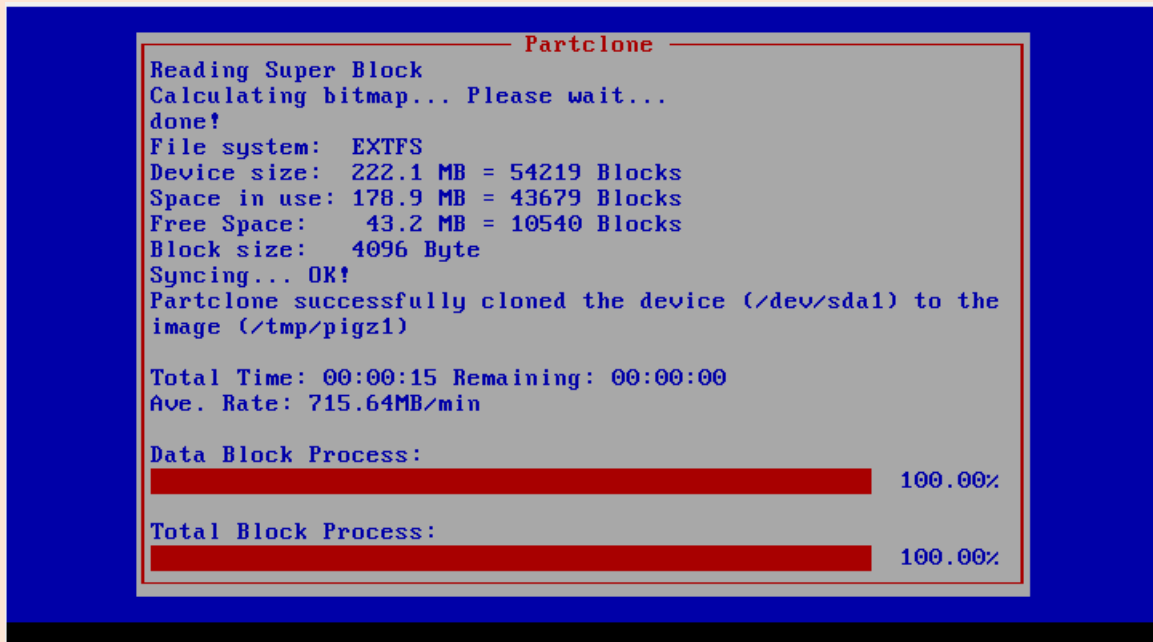 Partclone
Reading Super Block
Calculating bitmap... Please wait...
done!
File system: EXTFS
Device size: 222.1 MB = 54219 Blocks
Space in use: 178.9 MB = 43679 Blocks
Free Space: 43.2 MB = 10540 Blocks
Block size: 4096 Byte
Syncing... OK!
Partclone successfully cloned the device (/dev/sda1) to the
image (/tmp/pigz1)
Total Time: 00:00:15 Remaining: 00:00:00
Ave. Rate: 715.64MB/min
Data Block Process:
100.00%
Total Block Process:
100.00%